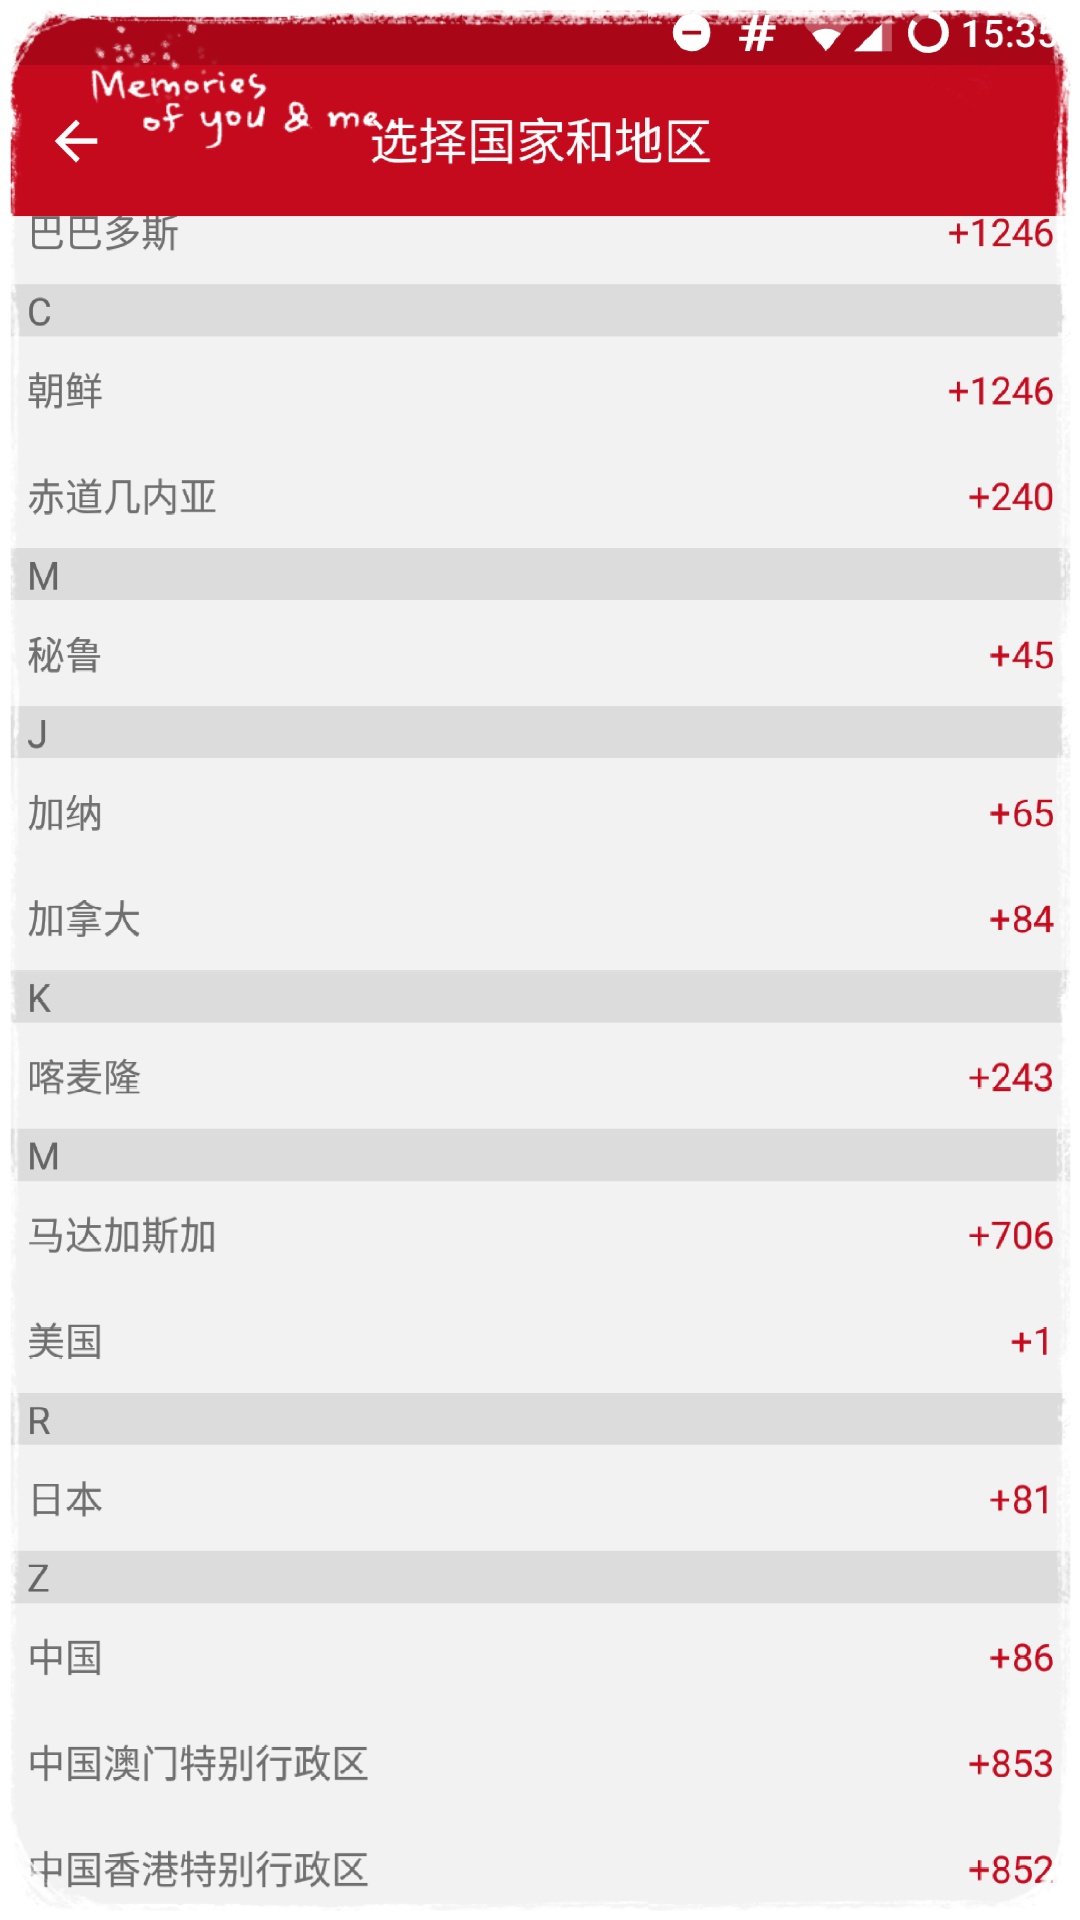 15:35
Memories
of you & me.
选择国家和地区
巴巴多斯 +1246
C
朝鲜 +1246
赤道几内亚 +240
M
秘鲁 +45
J
加纳 +65
加拿大 +84
K
喀麦隆 +243
M
马达加斯加 +706
美国 +1
R
日本 +81
Z
中国 +86
中国澳门特别行政区 +853
中国香港特别行政区 +852